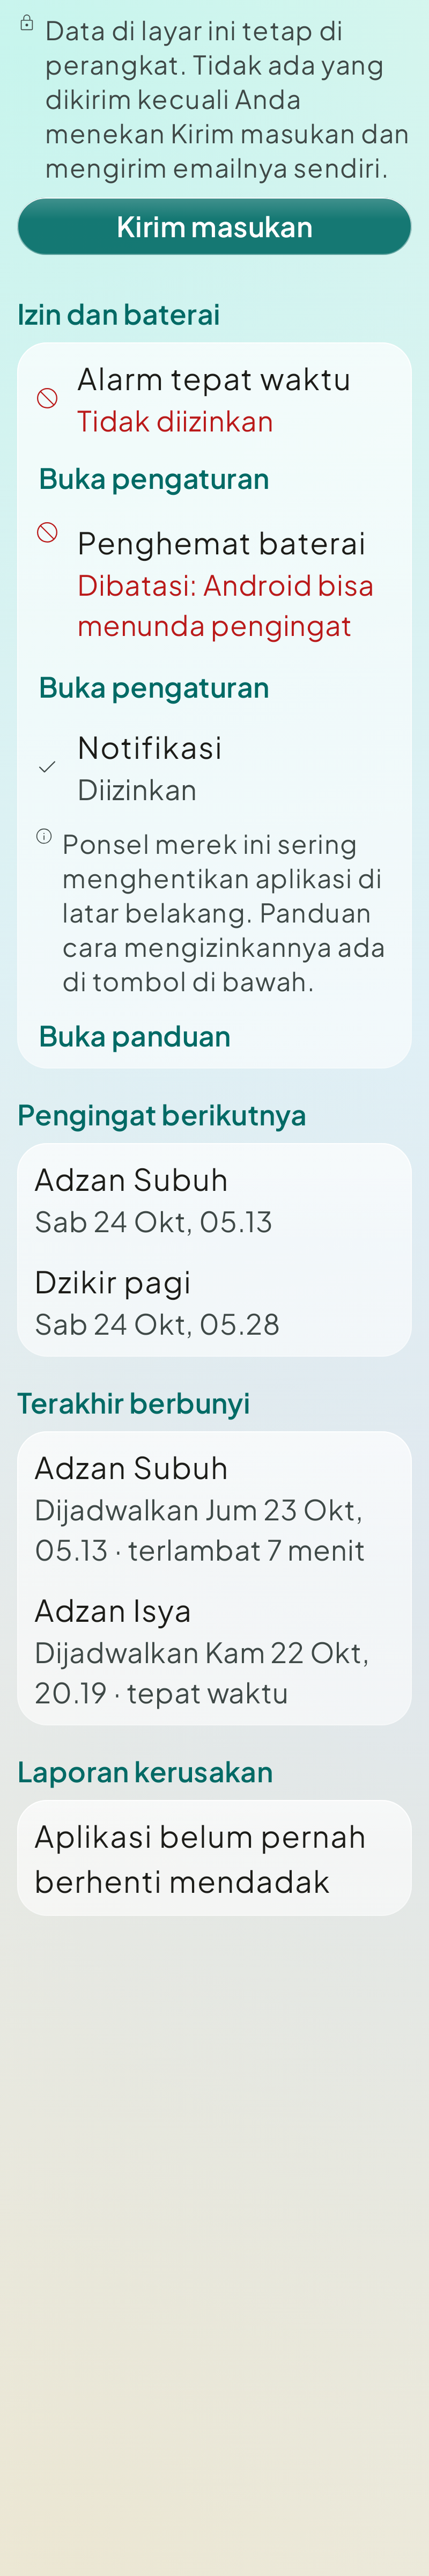 Data di layar ini tetap di
perangkat. Tidak ada yang
dikirim kecuali Anda
menekan Kirim masukan dan
mengirim emailnya sendiri.
Kirim masukan
Izin dan baterai
Alarm tepat waktu
Tidak diizinkan
Buka pengaturan
Penghemat baterai
Dibatasi: Android bisa
menunda pengingat
Buka pengaturan
Notifikasi
Diizinkan
Ponsel merek ini sering
menghentikan aplikasi di
latar belakang. Panduan
cara mengizinkannya ada
di tombol di bawah.
Buka panduan
Pengingat berikutnya
Adzan Subuh
Sab 24 Okt, 05.13
Dzikir pagi
Sab 24 Okt, 05.28
Terakhir berbunyi
Adzan Subuh
Dijadwalkan Jum 23 Okt,
05.13 · terlambat 7 menit
Adzan Isya
Dijadwalkan Kam 22 Okt,
20.19 · tepat waktu
Laporan kerusakan
Aplikasi belum pernah
berhenti mendadak